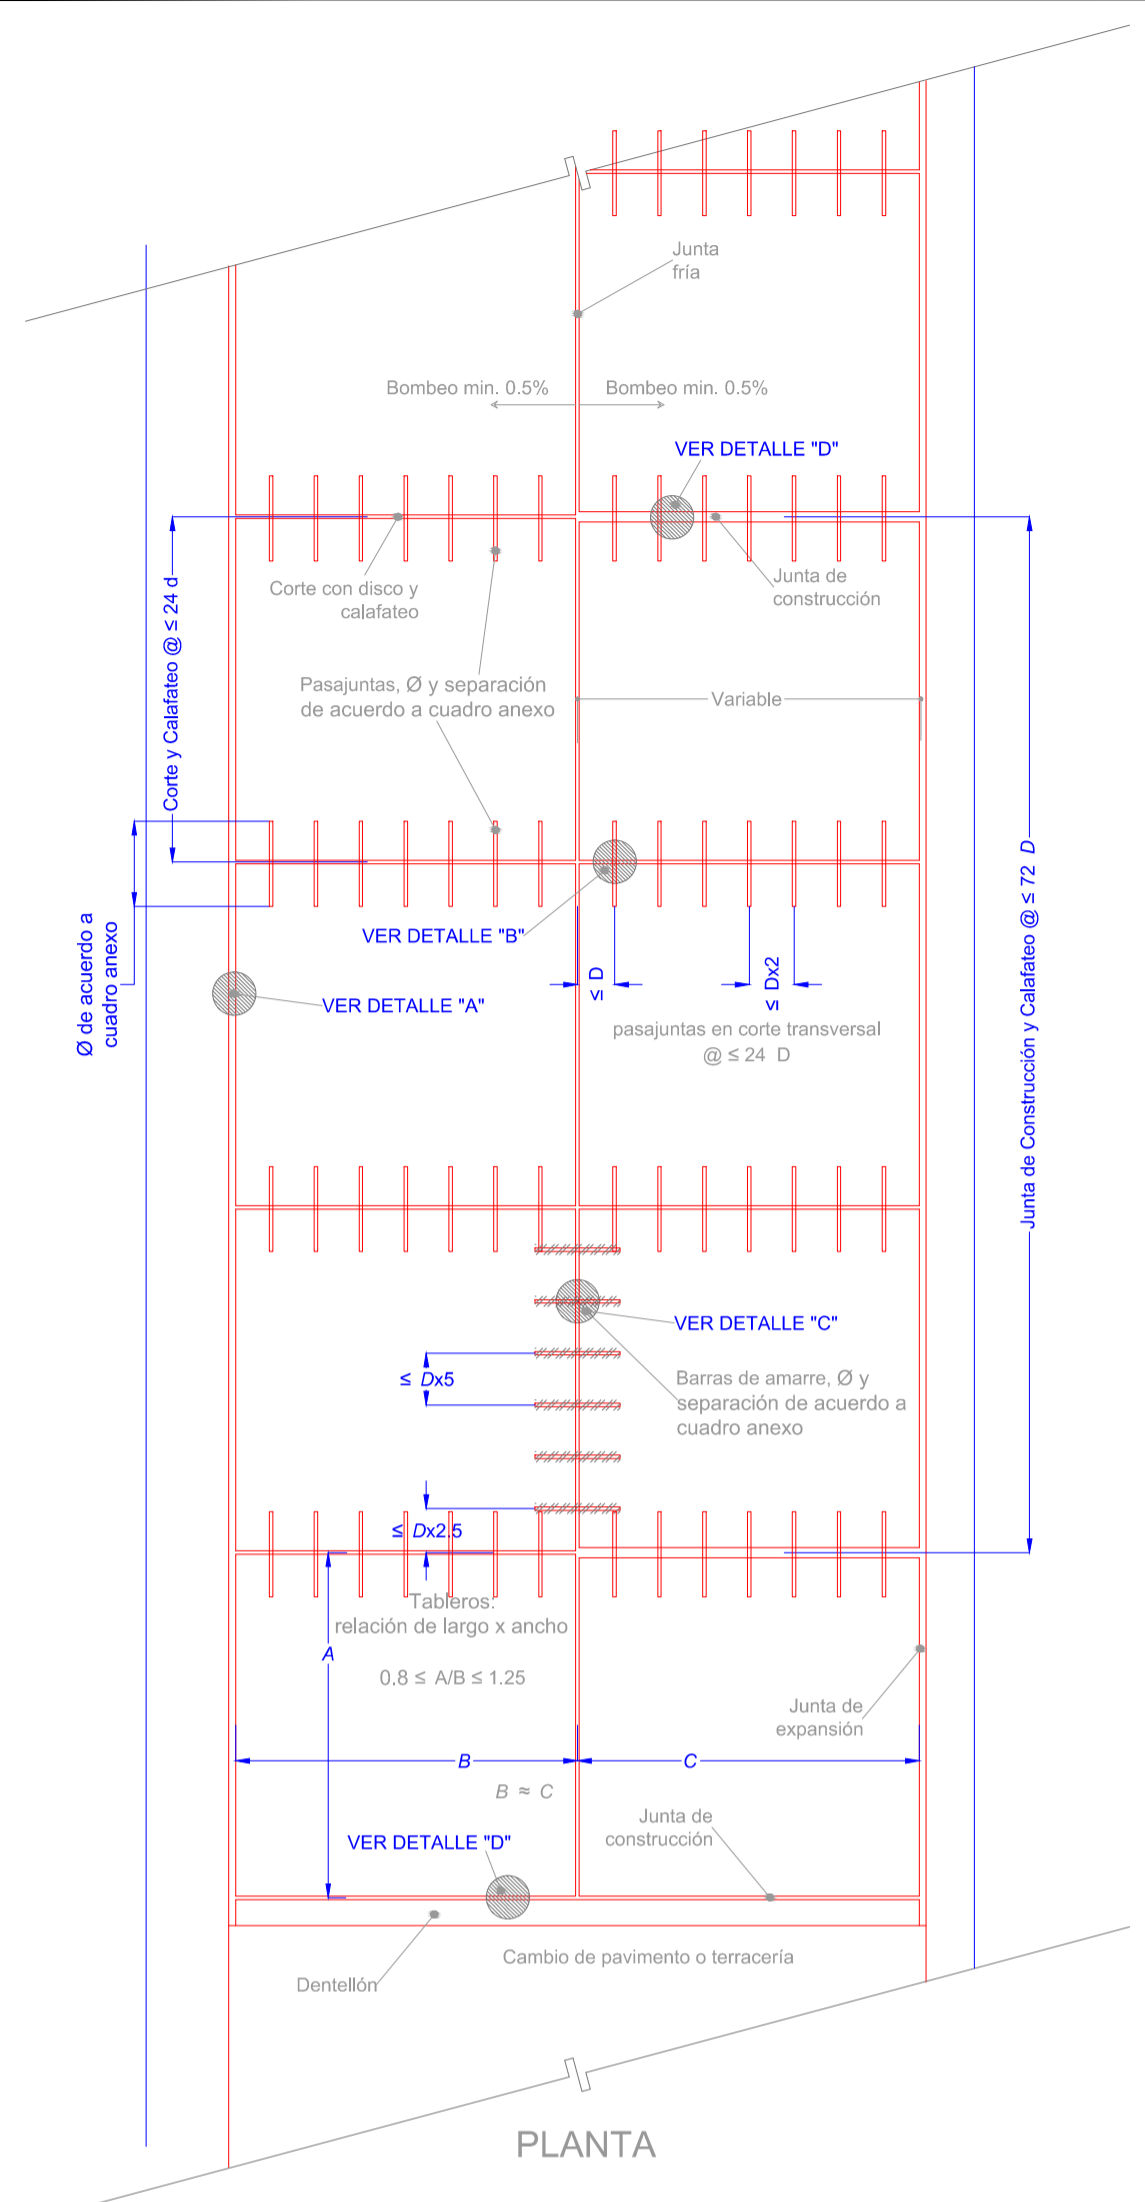 Junta
fría
Bombeo min. 0.5%
Bombeo min. 0.5%
VER DETALLE "D"
Corte con disco y
calafateo
Junta de
construcción
Corte y Calafateo @ ≤ 24 d
Pasajuntas, Ø y separación
de acuerdo a cuadro anexo
Variable
Ø de acuerdo a
cuadro anexo
VER DETALLE "B"
VER DETALLE "A"
≤ D
≤ Dx2
pasajuntas en corte transversal
@ ≤ 24 D
Junta de Construcción y Calafateo @ ≤ 72 D
VER DETALLE "C"
≤ Dx5
Barras de amarre, Ø y
separación de acuerdo a
cuadro anexo
≤ Dx2.5
Tableros:
relación de largo x ancho
A
0.8 ≤ A/B ≤ 1.25
Junta de
expansión
B
C
B ≈ C
Junta de
construcción
VER DETALLE "D"
Cambio de pavimento o terracería
Dentellón
PLANTA